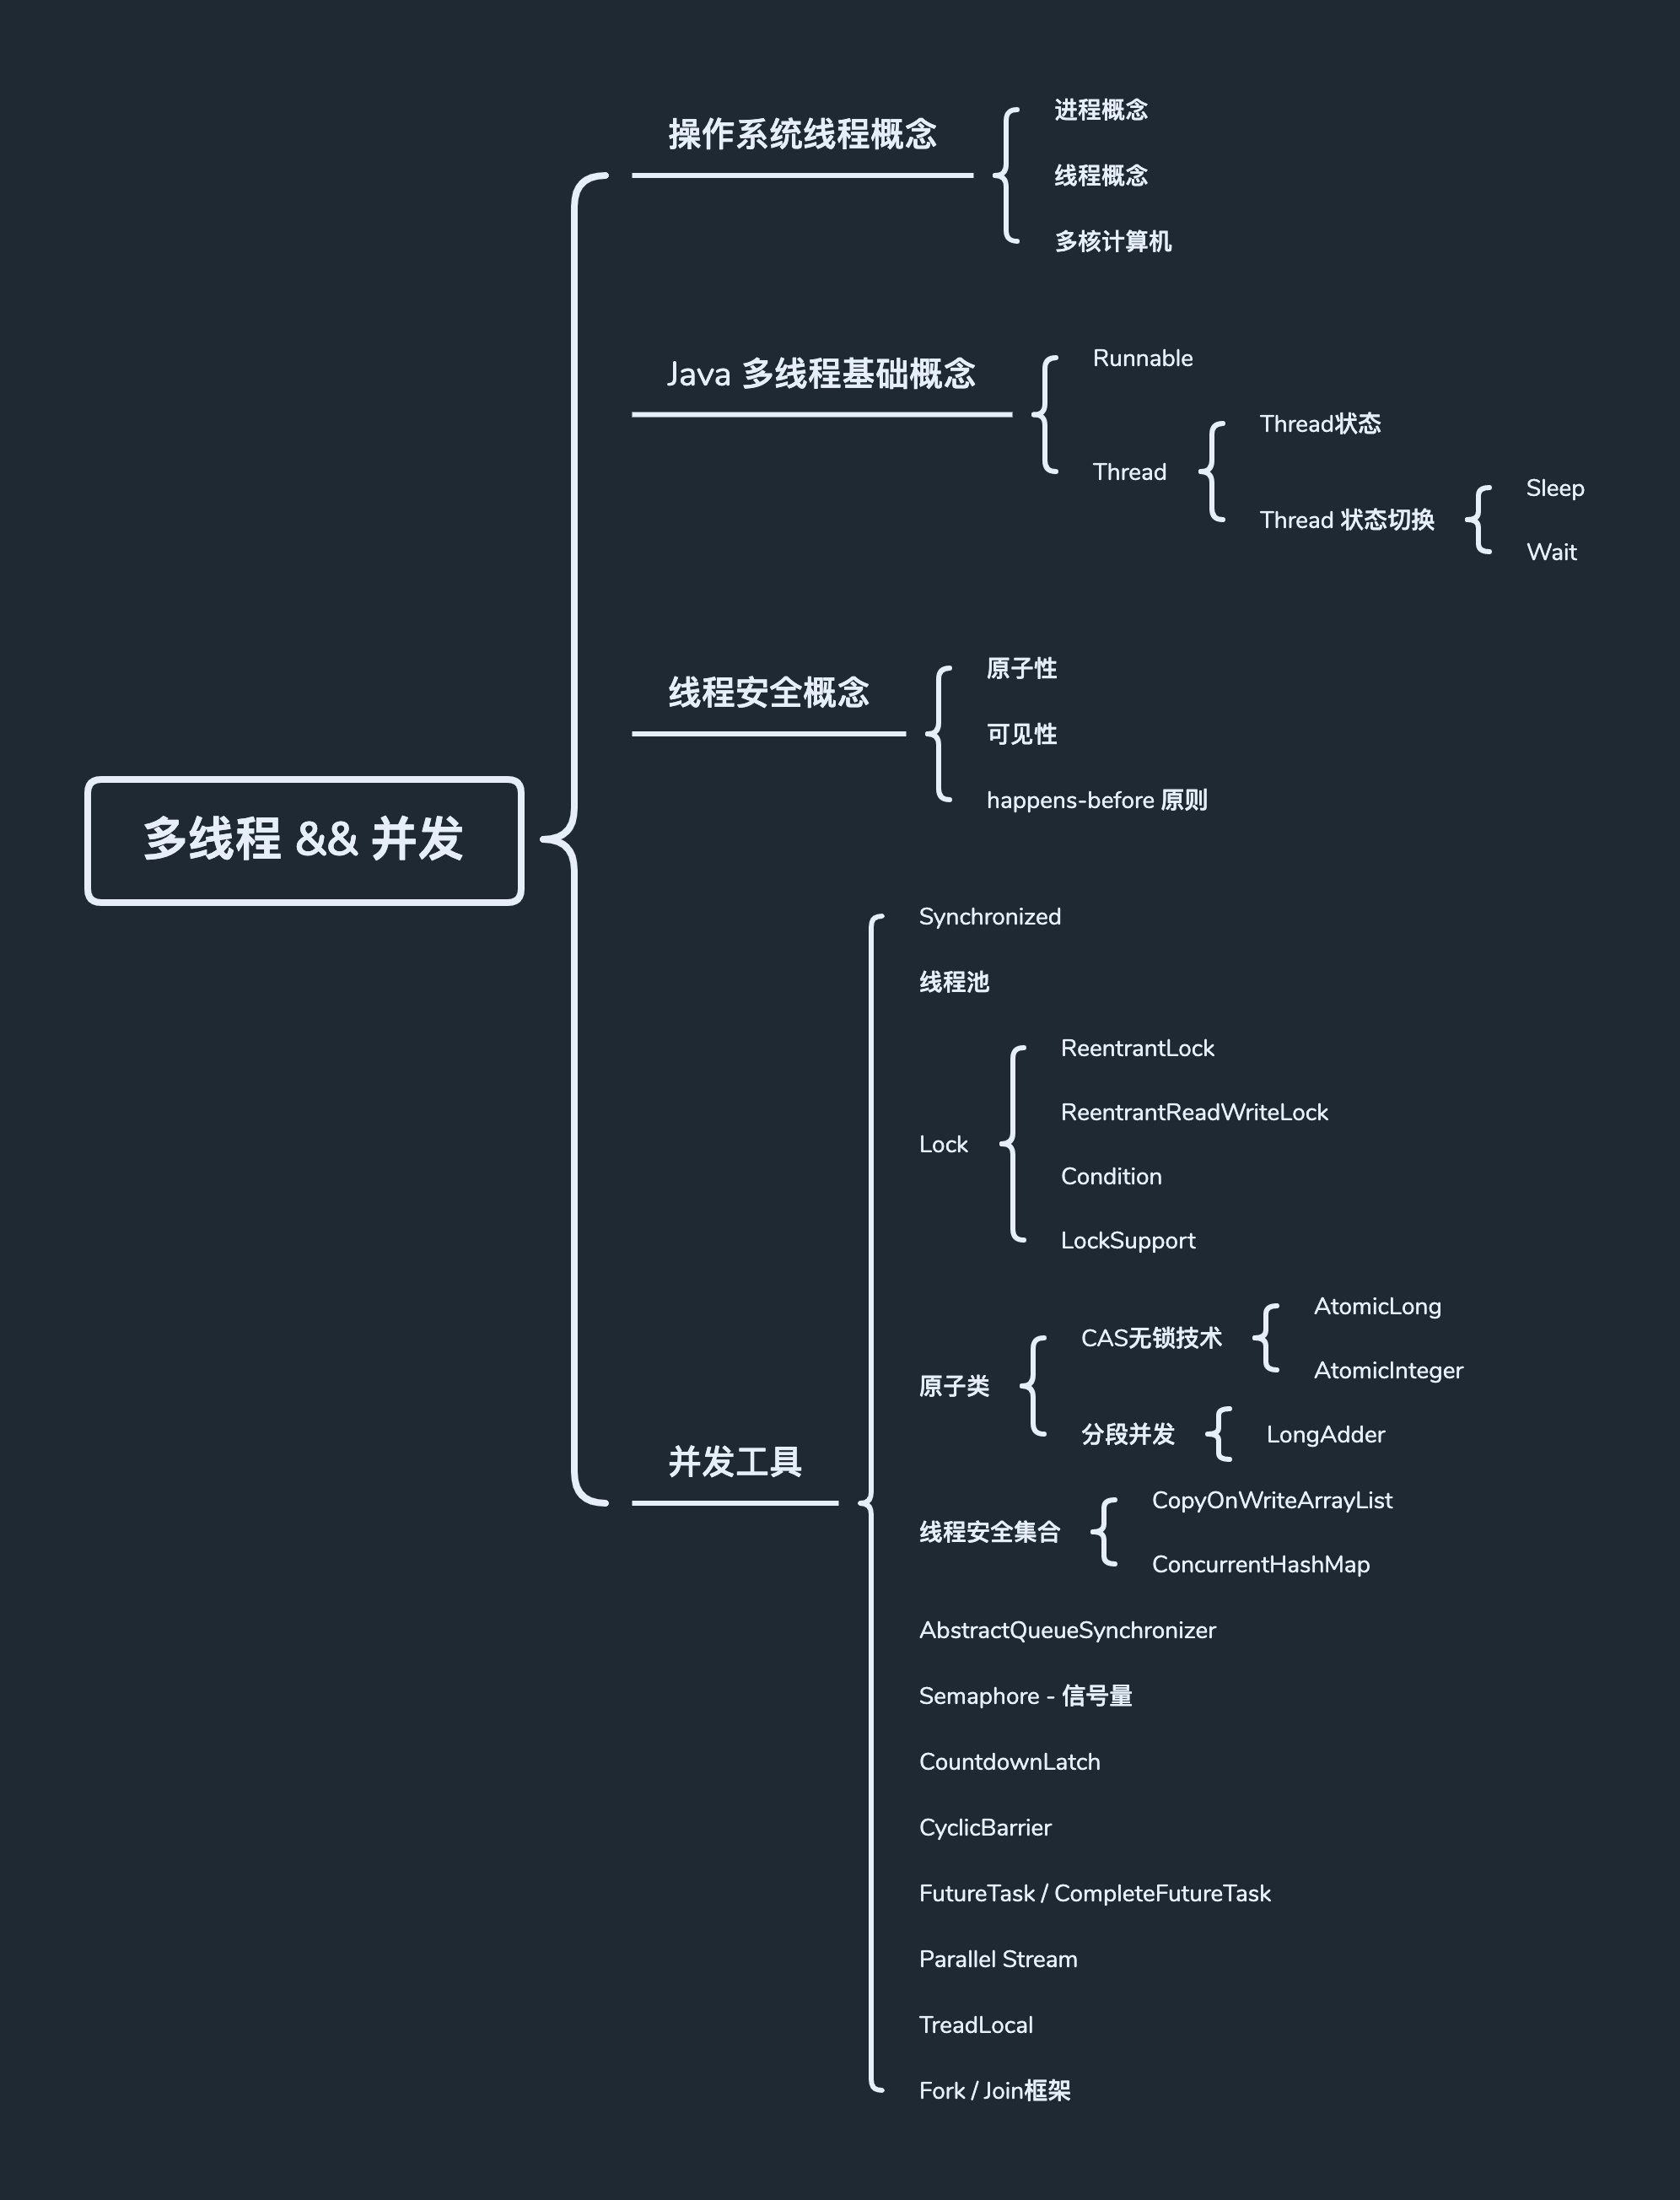 多线程 && 并发
操作系统线程概念
进程概念
线程概念
多核计算机
Java 多线程基础概念
Runnable
Thread
Thread状态
Thread 状态切换
Sleep
Wait
线程安全概念
原子性
可见性
happens-before 原则
并发工具
Synchronized
线程池
Lock
ReentrantLock
ReentrantReadWriteLock
Condition
LockSupport
原子类
CAS无锁技术
AtomicLong
AtomicInteger
分段并发
LongAdder
线程安全集合
CopyOnWriteArrayList
ConcurrentHashMap
AbstractQueueSynchronizer
Semaphore - 信号量
CountdownLatch
CyclicBarrier
FutureTask / CompleteFutureTask
Parallel Stream
TreadLocal
Fork / Join框架